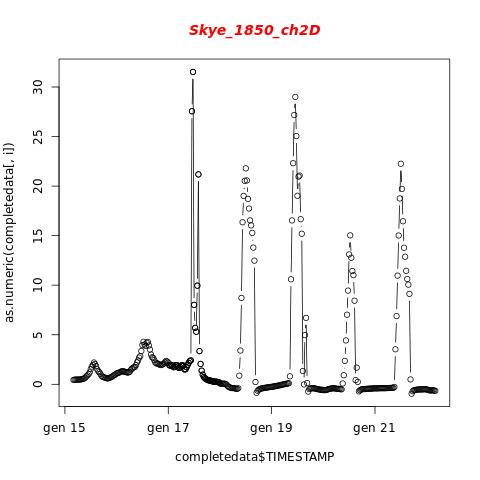 Skye_1850_ch2D
as.numeric(completedata[, i])
30
25
20
15
10
5
0
gen 15 gen 17 gen 19 gen 21
completedata$TIMESTAMP